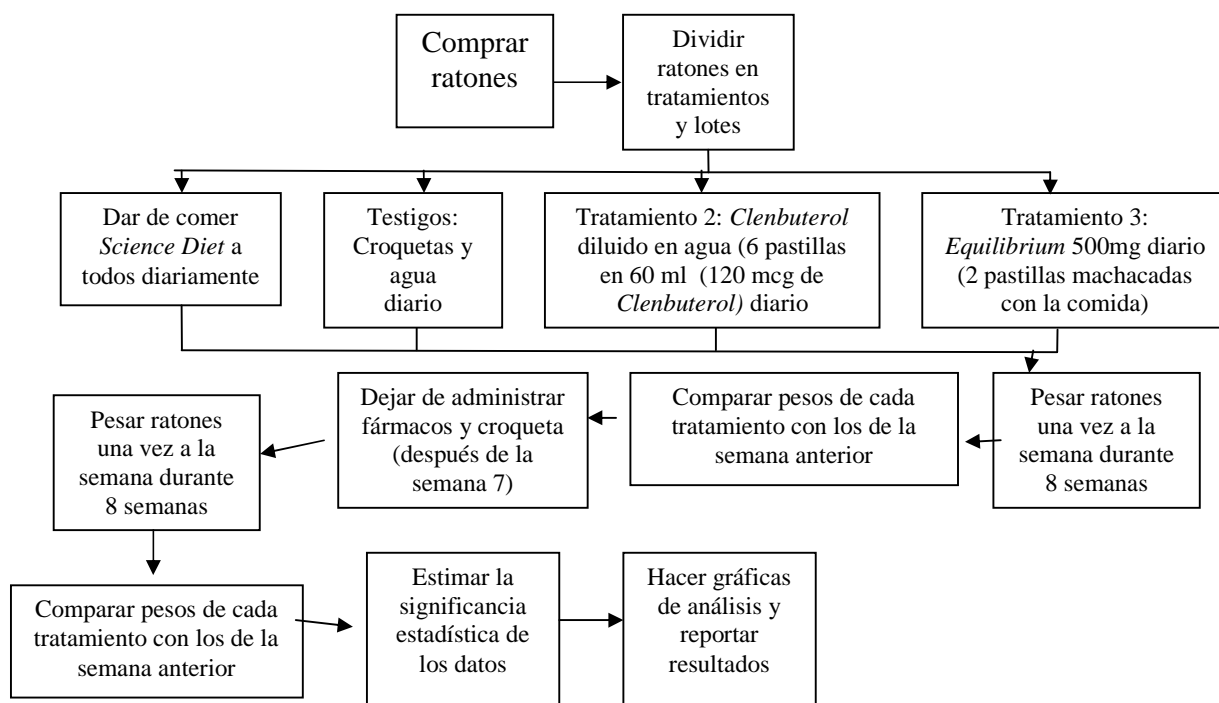 Comprar
ratones
Dividir
ratones en
tratamientos
y lotes
Dar de comer
Science Diet a
todos diariamente
Testigos:
Croquetas y
agua
diario
Tratamiento 2: Clenbuterol
diluido en agua (6 pastillas
en 60 ml (120 mcg de
Clenbuterol) diario
Tratamiento 3:
Equilibrium 500mg diario
(2 pastillas machacadas
con la comida)
Pesar ratones
una vez a la
semana durante
8 semanas
Comparar pesos de cada
tratamiento con los de la
semana anterior
Dejar de administrar
fármacos y croqueta
(después de la
semana 7)
Pesar ratones
una vez a la
semana durante
8 semanas
Comparar pesos de cada
tratamiento con los de la
semana anterior
Estimar la
significancia
estadística de
los datos
Hacer gráficas
de análisis y
reportar
resultados